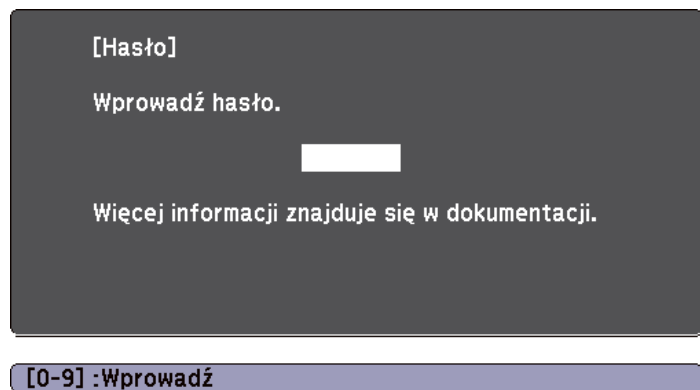 [Hasło]
Wprowadź hasło.
Więcej informacji znajduje się w dokumentacji.
[0-9] :Wprowadź